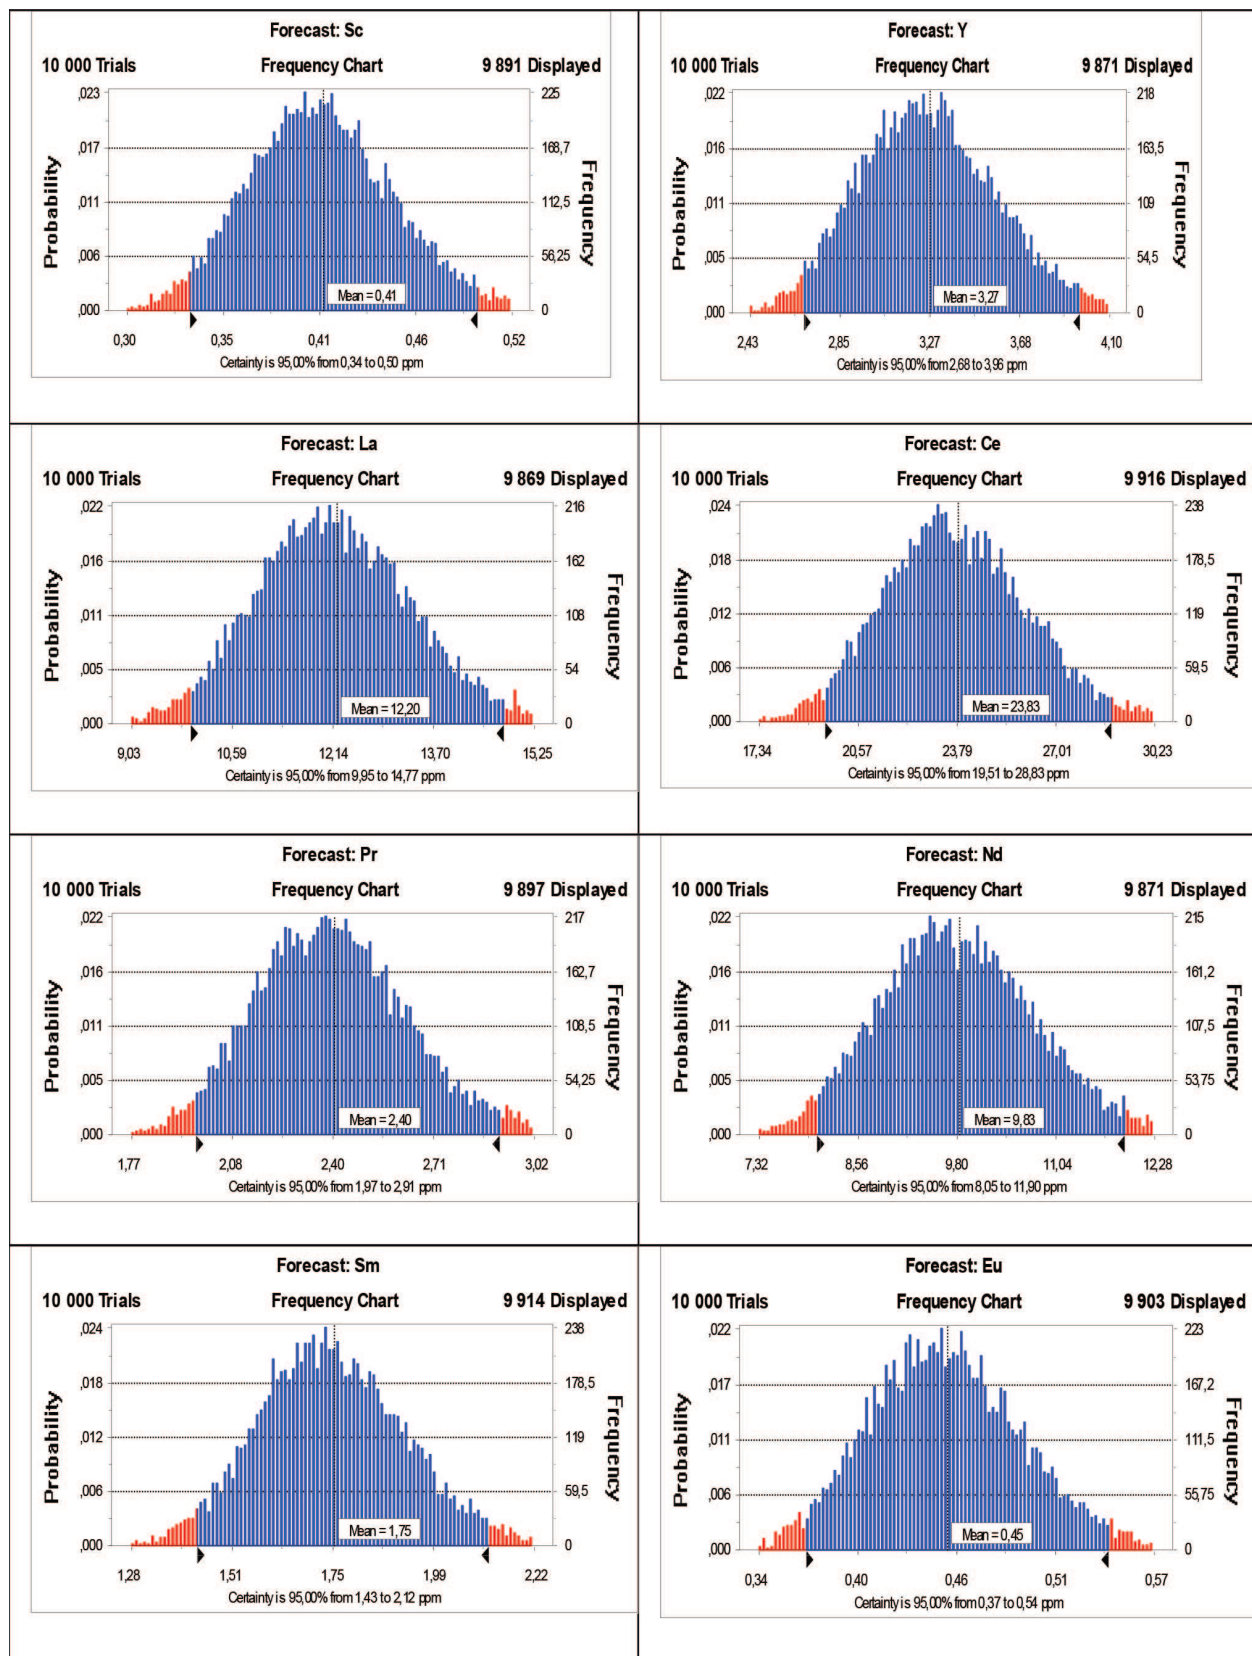 Forecast: Sc
10 000 Trials Frequency Chart 9 891 Displayed
,023 225
,017 168,7
,011 112,5
,006 56,25
,000 0
Probability
Frequency
Mean = 0,41
0,30 0,35 0,41 0,46 0,52
Certainty is 95,00% from 0,34 to 0,50 ppm
Forecast: Y
10 000 Trials Frequency Chart 9 871 Displayed
,022 218
,016 163,5
,011 109
,005 54,5
,000 0
Probability
Frequency
Mean = 3,27
2,43 2,85 3,27 3,68 4,10
Certainty is 95,00% from 2,68 to 3,96 ppm
Forecast: La
10 000 Trials Frequency Chart 9 869 Displayed
,022 216
,016 162
,011 108
,005 54
,000 0
Probability
Frequency
Mean = 12,20
9,03 10,59 12,14 13,70 15,25
Certainty is 95,00% from 9,95 to 14,77 ppm
Forecast: Ce
10 000 Trials Frequency Chart 9 916 Displayed
,024 238
,018 178,5
,012 119
,006 59,5
,000 0
Probability
Frequency
Mean = 23,83
17,34 20,57 23,79 27,01 30,23
Certainty is 95,00% from 19,51 to 28,83 ppm
Forecast: Pr
10 000 Trials Frequency Chart 9 897 Displayed
,022 217
,016 162,7
,011 108,5
,005 54,25
,000 0
Probability
Frequency
Mean = 2,40
1,77 2,08 2,40 2,71 3,02
Certainty is 95,00% from 1,97 to 2,91 ppm
Forecast: Nd
10 000 Trials Frequency Chart 9 871 Displayed
,022 215
,016 161,2
,011 107,5
,005 53,75
,000 0
Probability
Frequency
Mean = 9,83
7,32 8,56 9,80 11,04 12,28
Certainty is 95,00% from 8,05 to 11,90 ppm
Forecast: Sm
10 000 Trials Frequency Chart 9 914 Displayed
,024 238
,018 178,5
,012 119
,006 59,5
,000 0
Probability
Frequency
Mean = 1,75
1,28 1,51 1,75 1,99 2,22
Certainty is 95,00% from 1,43 to 2,12 ppm
Forecast: Eu
10 000 Trials Frequency Chart 9 903 Displayed
,022 223
,017 167,2
,011 111,5
,006 55,75
,000 0
Probability
Frequency
Mean = 0,45
0,34 0,40 0,46 0,51 0,57
Certainty is 95,00% from 0,37 to 0,54 ppm